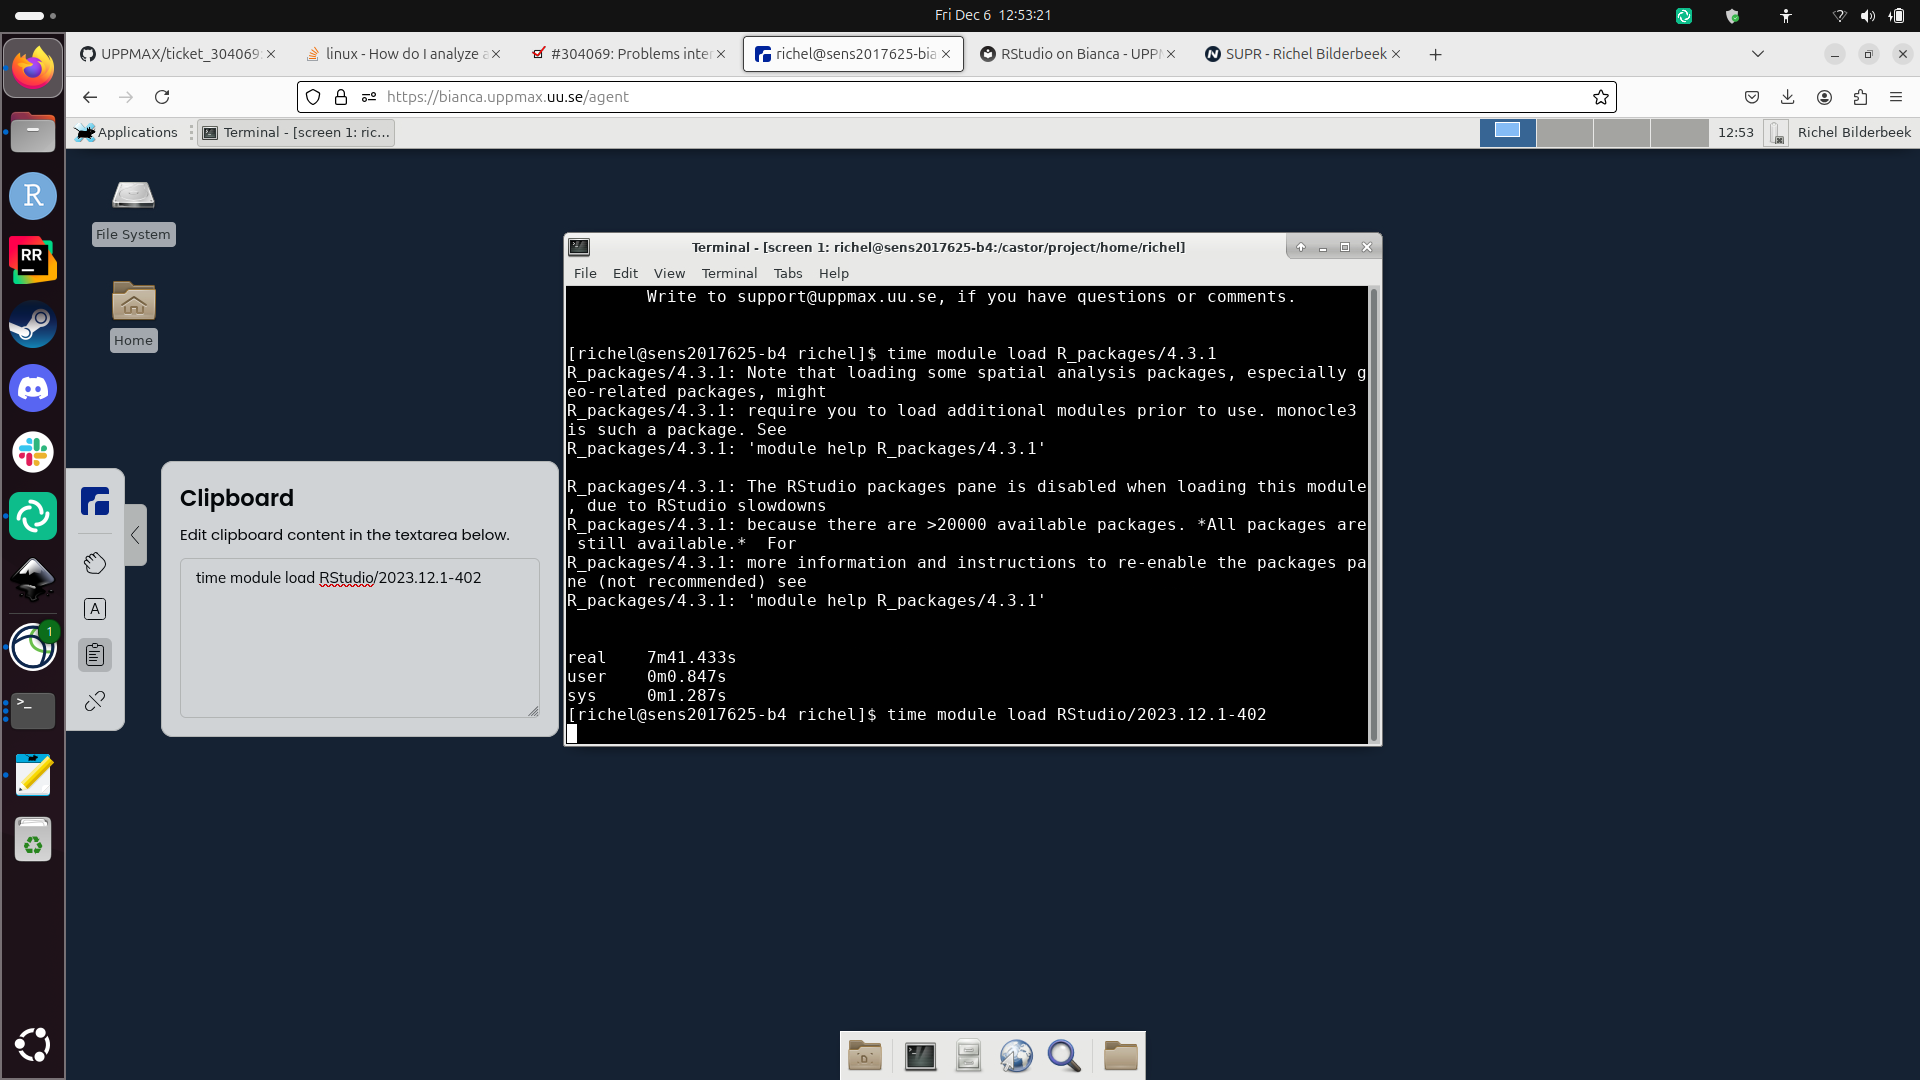 Fri Dec 6 12:53:21
UPPMAX/ticket_304069:
linux - How do I analyze a
#304069: Problems inter
richel@sens2017625-bia
RStudio on Bianca - UPPM
SUPR - Richel Bilderbeek
https://bianca.uppmax.uu.se/agent
Applications
Terminal - [screen 1: ric...
12:53
Richel Bilderbeek
R
RR
File System
Home
Terminal - [screen 1: richel@sens2017625-b4:/castor/project/home/richel]
File Edit View Terminal Tabs Help
Write to support@uppmax.uu.se, if you have questions or comments.
[richel@sens2017625-b4 richel]$ time module load R_packages/4.3.1
R_packages/4.3.1: Note that loading some spatial analysis packages, especially g
eo-related packages, might
R_packages/4.3.1: require you to load additional modules prior to use. monocle3
is such a package. See
R_packages/4.3.1: 'module help R_packages/4.3.1'
R_packages/4.3.1: The RStudio packages pane is disabled when loading this module
, due to RStudio slowdowns
R_packages/4.3.1: because there are >20000 available packages. *All packages are
still available.*  For
R_packages/4.3.1: more information and instructions to re-enable the packages pa
ne (not recommended) see
R_packages/4.3.1: 'module help R_packages/4.3.1'
real 7m41.433s
user 0m0.847s
sys 0m1.287s
[richel@sens2017625-b4 richel]$ time module load RStudio/2023.12.1-402
Clipboard
Edit clipboard content in the textarea below.
time module load RStudio/2023.12.1-402
A
1
>_